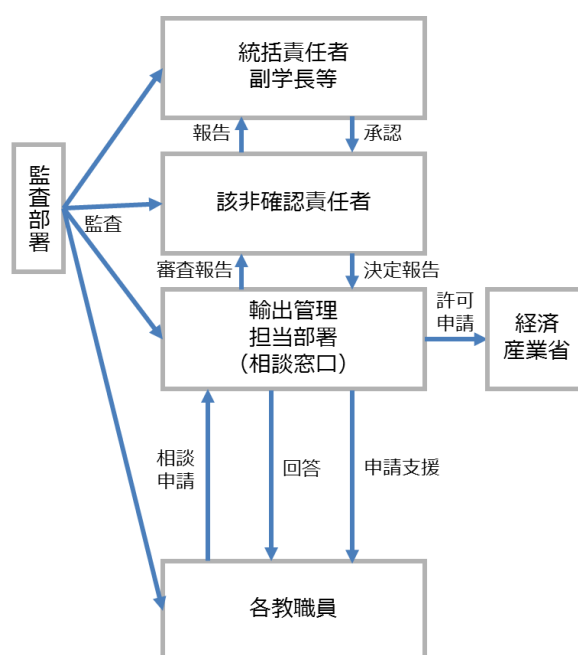 統括責任者
副学長等
報告
承認
監査部署
監査
該非確認責任者
審査報告
決定報告
輸出管理
担当部署
（相談窓口）
許可
申請
経済
産業省
相談
申請
回答
申請支援
各教職員